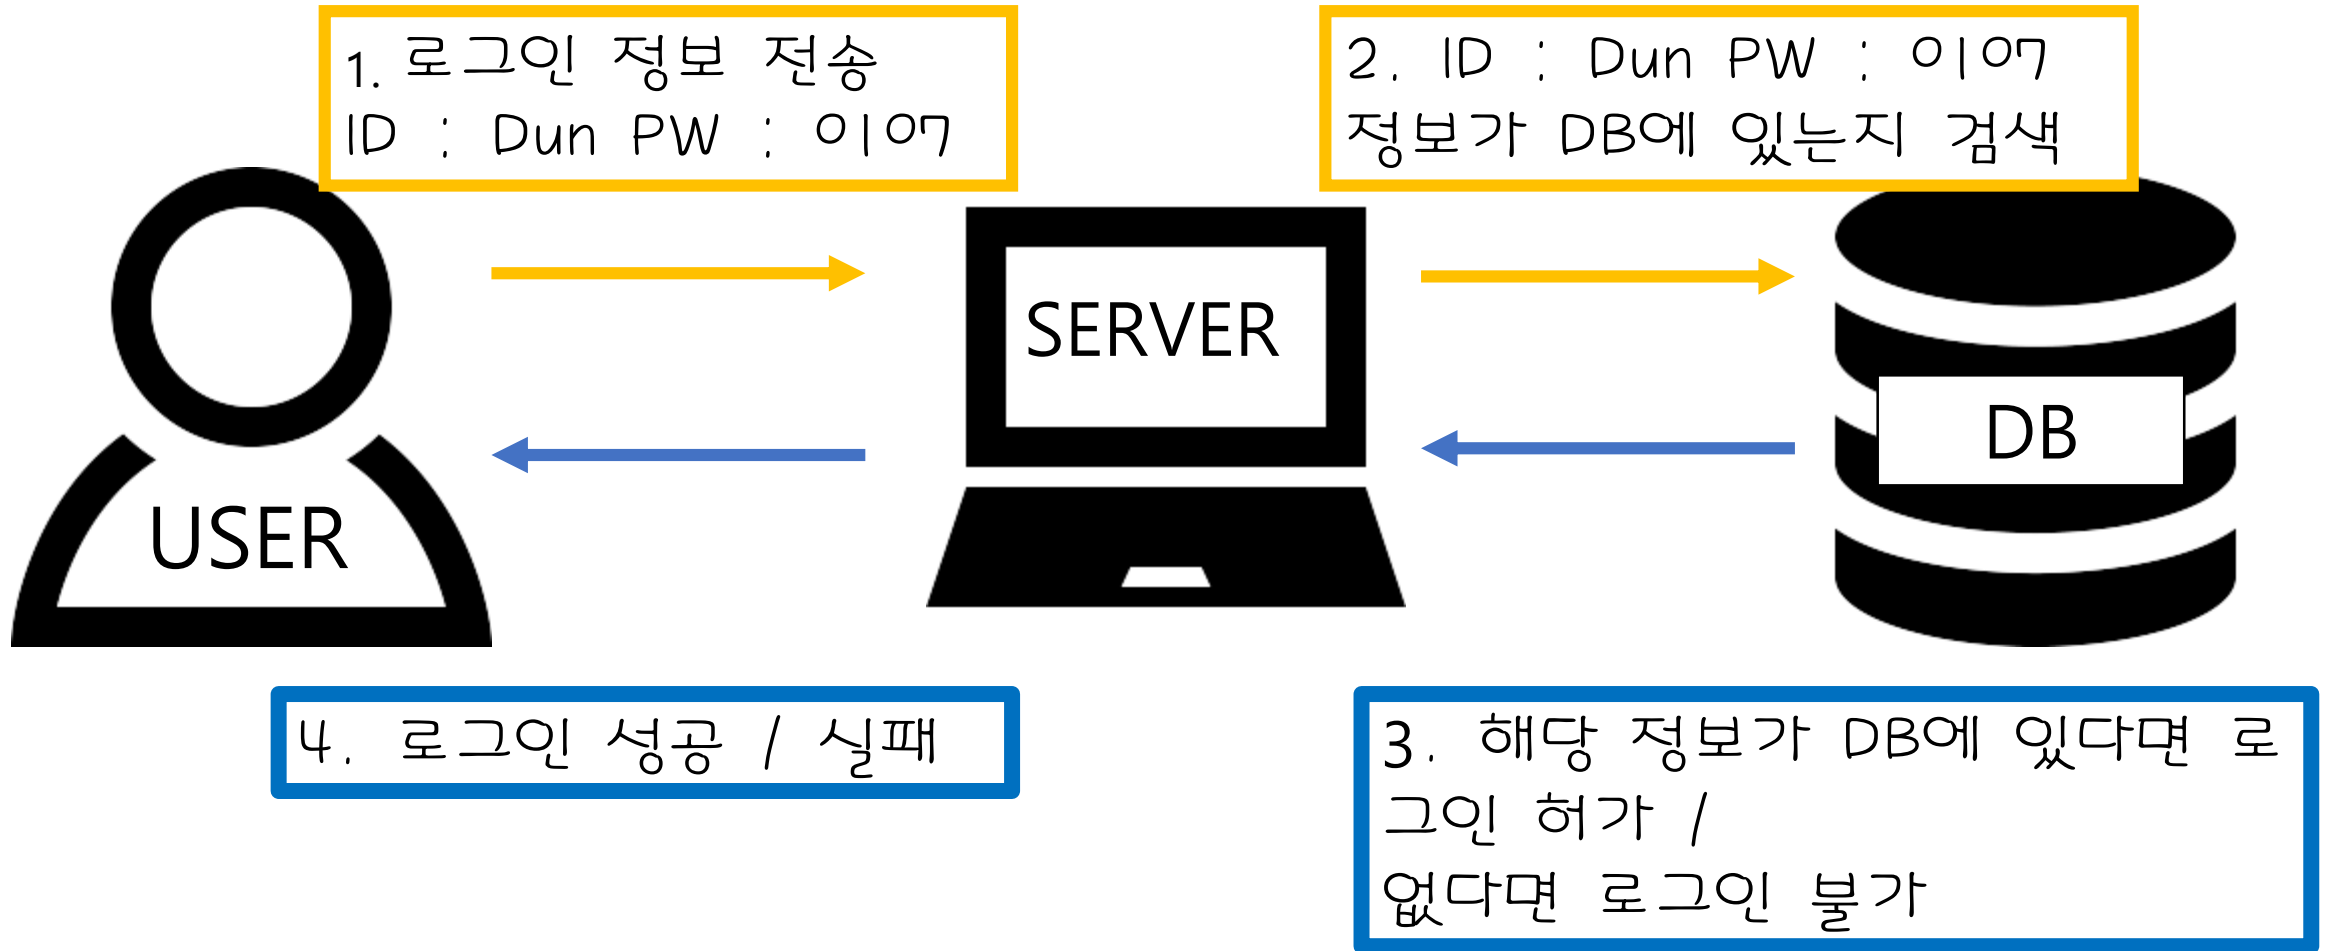 1. 로그인 정보 전송
ID : Dun PW : 0107
2. ID : Dun PW : 0107
정보가 DB에 있는지 검색
SERVER
DB
USER
4. 로그인 성공 / 실패
3. 해당 정보가 DB에 있다면 로
그인 허가 /
없다면 로그인 불가